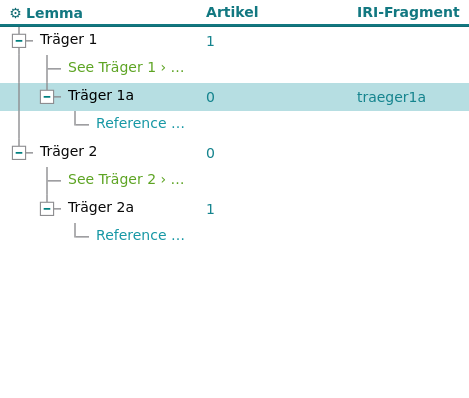 Lemma Artikel IRI-Fragment
Träger 1 1
See Träger 1 › ...
Träger 1a 0 traeger1a
Reference ...
Träger 2 0
See Träger 2 › ...
Träger 2a 1
Reference ...